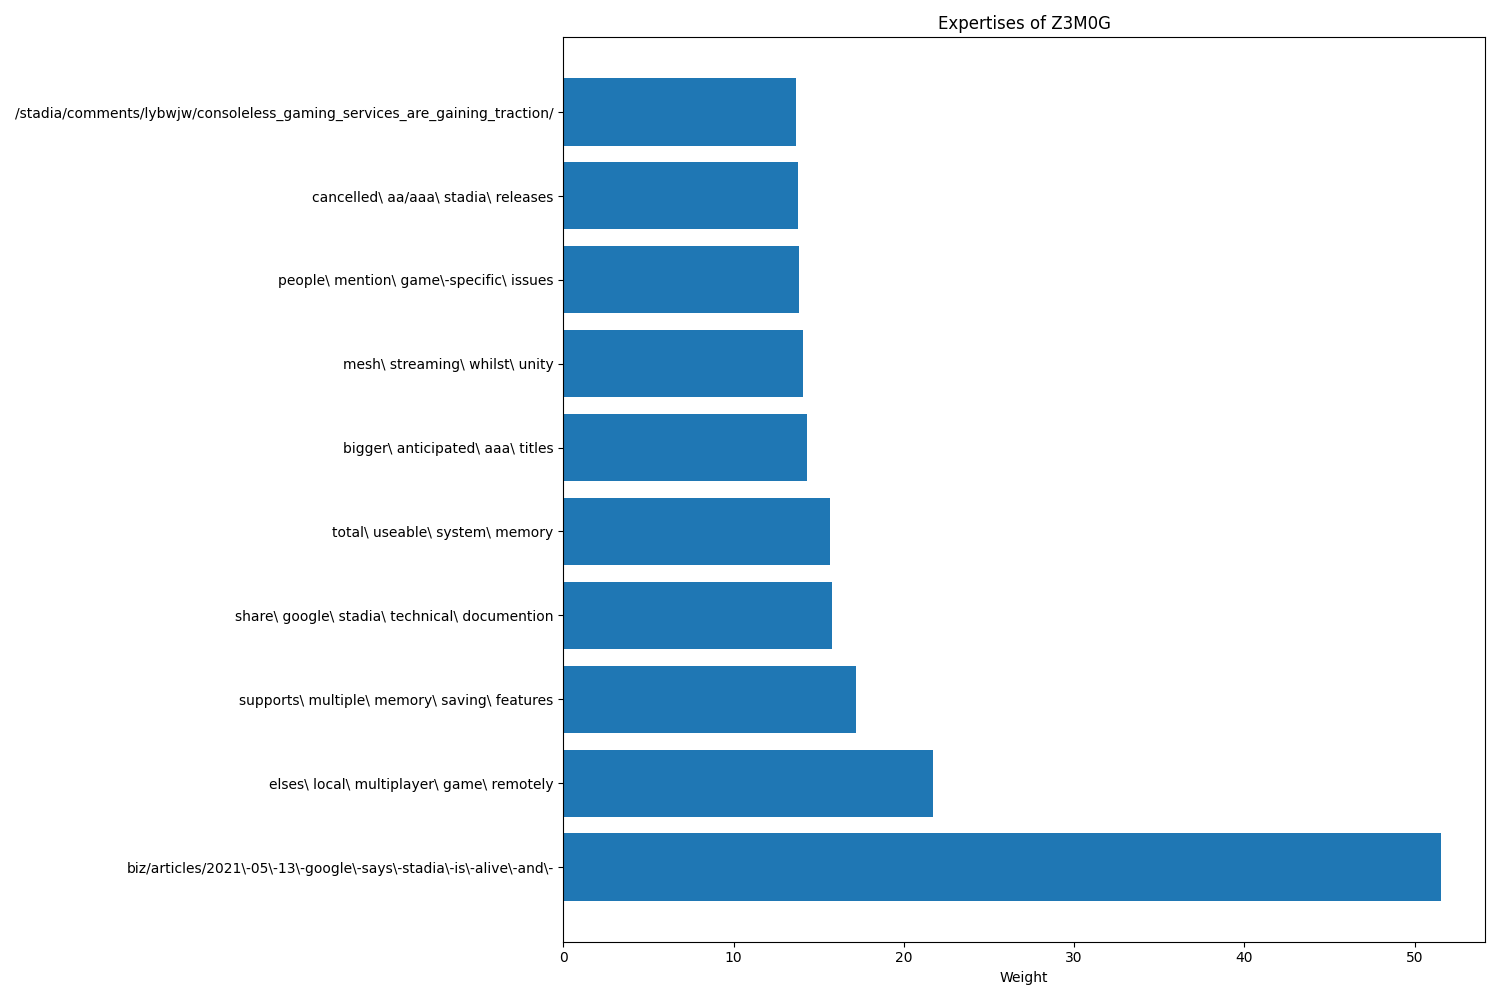 Expertises of Z3M0G
/stadia/comments/lybwjw/consoleless_gaming_services_are_gaining_traction/
cancelled\ aa/aaa\ stadia\ releases
people\ mention\ game\-specific\ issues
mesh\ streaming\ whilst\ unity
bigger\ anticipated\ aaa\ titles
total\ useable\ system\ memory
share\ google\ stadia\ technical\ documention
supports\ multiple\ memory\ saving\ features
elses\ local\ multiplayer\ game\ remotely
biz/articles/2021\-05\-13\-google\-says\-stadia\-is\-alive\-and\-
0 10 20 30 40 50
Weight